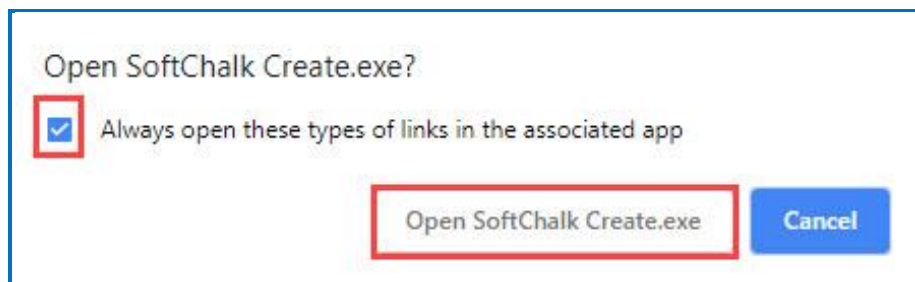 Open SoftChalk Create.exe?
Always open these types of links in the associated app
Open SoftChalk Create.exe
Cancel